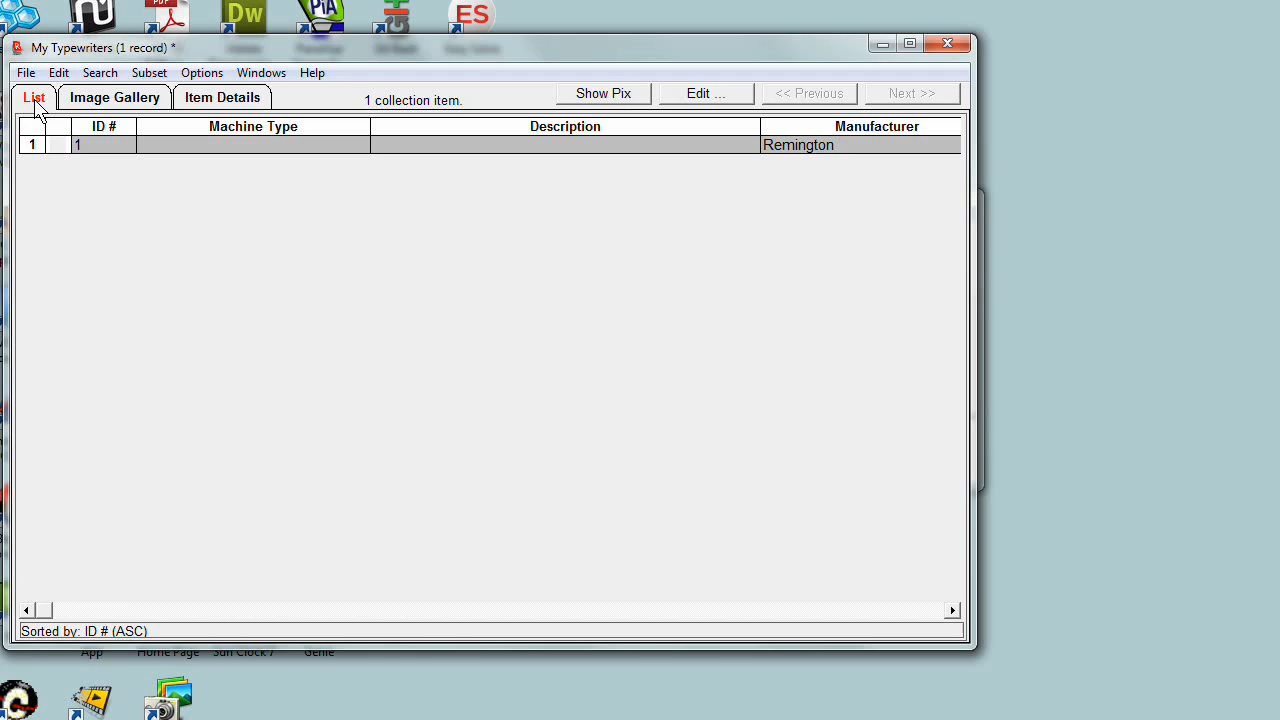 PDF
Dw
PiA
ES
My Typewriters (1 record) *
File Edit Search Subset Options Windows Help
List Image Gallery Item Details 1 collection item. Show Pix Edit ... << Previous Next >>
ID # Machine Type Description Manufacturer
1 1 Remington
Sorted by: ID # (ASC)
App Home Page Sun Clock 7 Genie